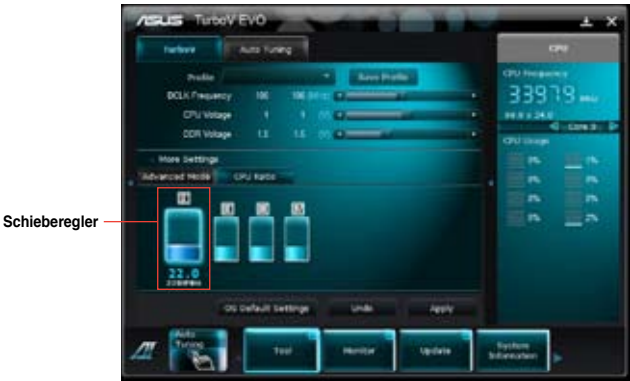 ASUS TurboV EVO
TurboV
Auto Tuning
CPU
Profile
Save Profile
CPU Frequency
BCLK Frequency 100 100
CPU Voltage 1 1 (V)
DDR Voltage 1.5 1.5 (V)
CPU Usage
More Settings
Advanced Mode
CPU Ratio
Schieberegler
22.0
OS Default Settings
Undo
Apply
Auto Tuning
Tool
Monitor
Update
System Information